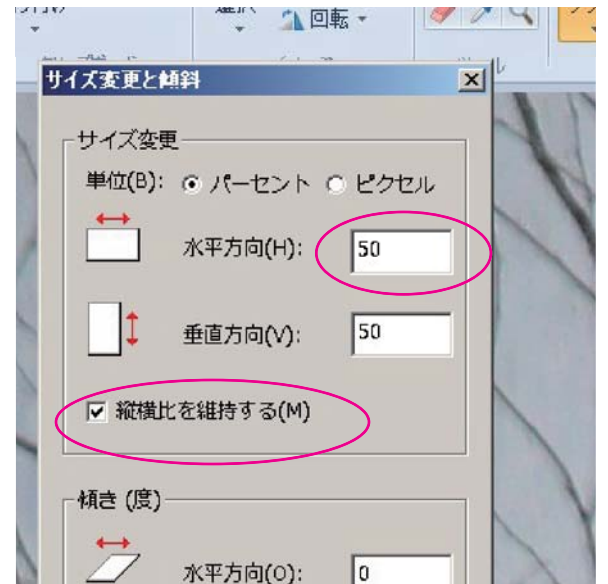 回転
サイズ変更と傾斜
サイズ変更
単位(B): パーセント ピクセル
水平方向(H): 50
垂直方向(V): 50
縦横比を維持する(M)
傾き (度)
水平方向(O): 0